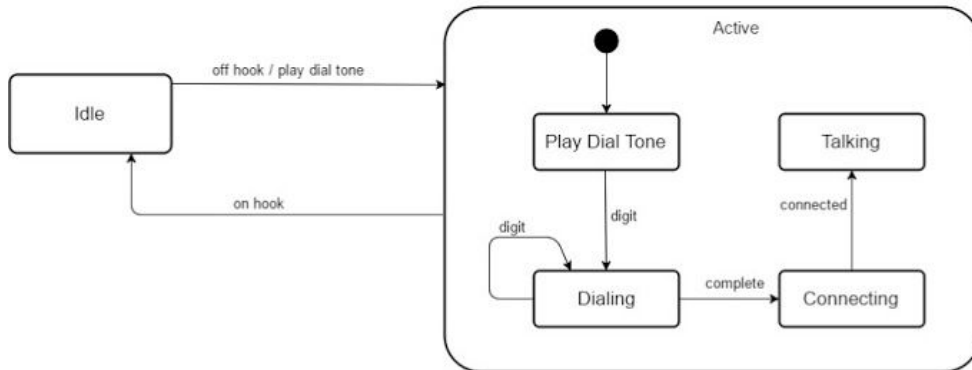 Active
off hook / play dial tone
Idle
Play Dial Tone
Talking
on hook
digit
connected
digit
Dialing
complete
Connecting